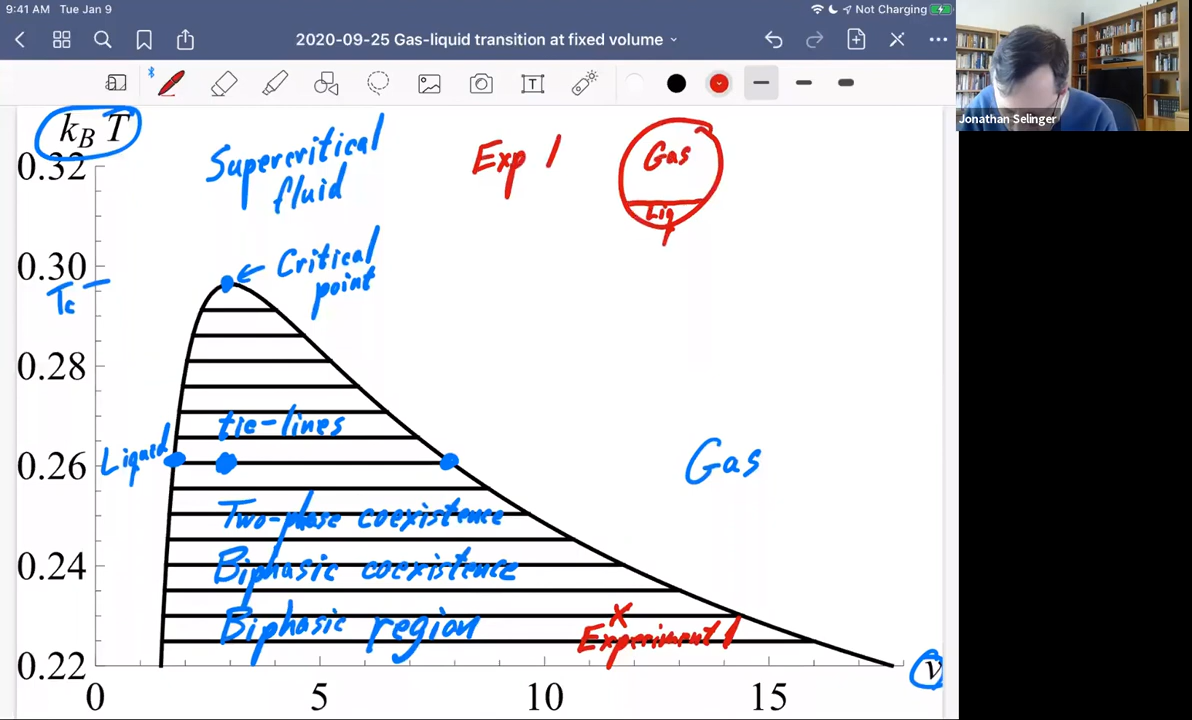 9:41 AM Tue Jan 9
Not Charging
2020-09-25 Gas-liquid transition at fixed volume
T
Jonathan Selinger
k_B T
0.32
Supercritical
fluid
Exp 1
Gas
Liq
0.30
Tc
Critical
point
0.28
tie-lines
Liquid
0.26
Gas
Two-phase coexistence
0.24
Biphasic coexistence
x
Biphasic region
Experiment 1
0.22
v
0 5 10 15